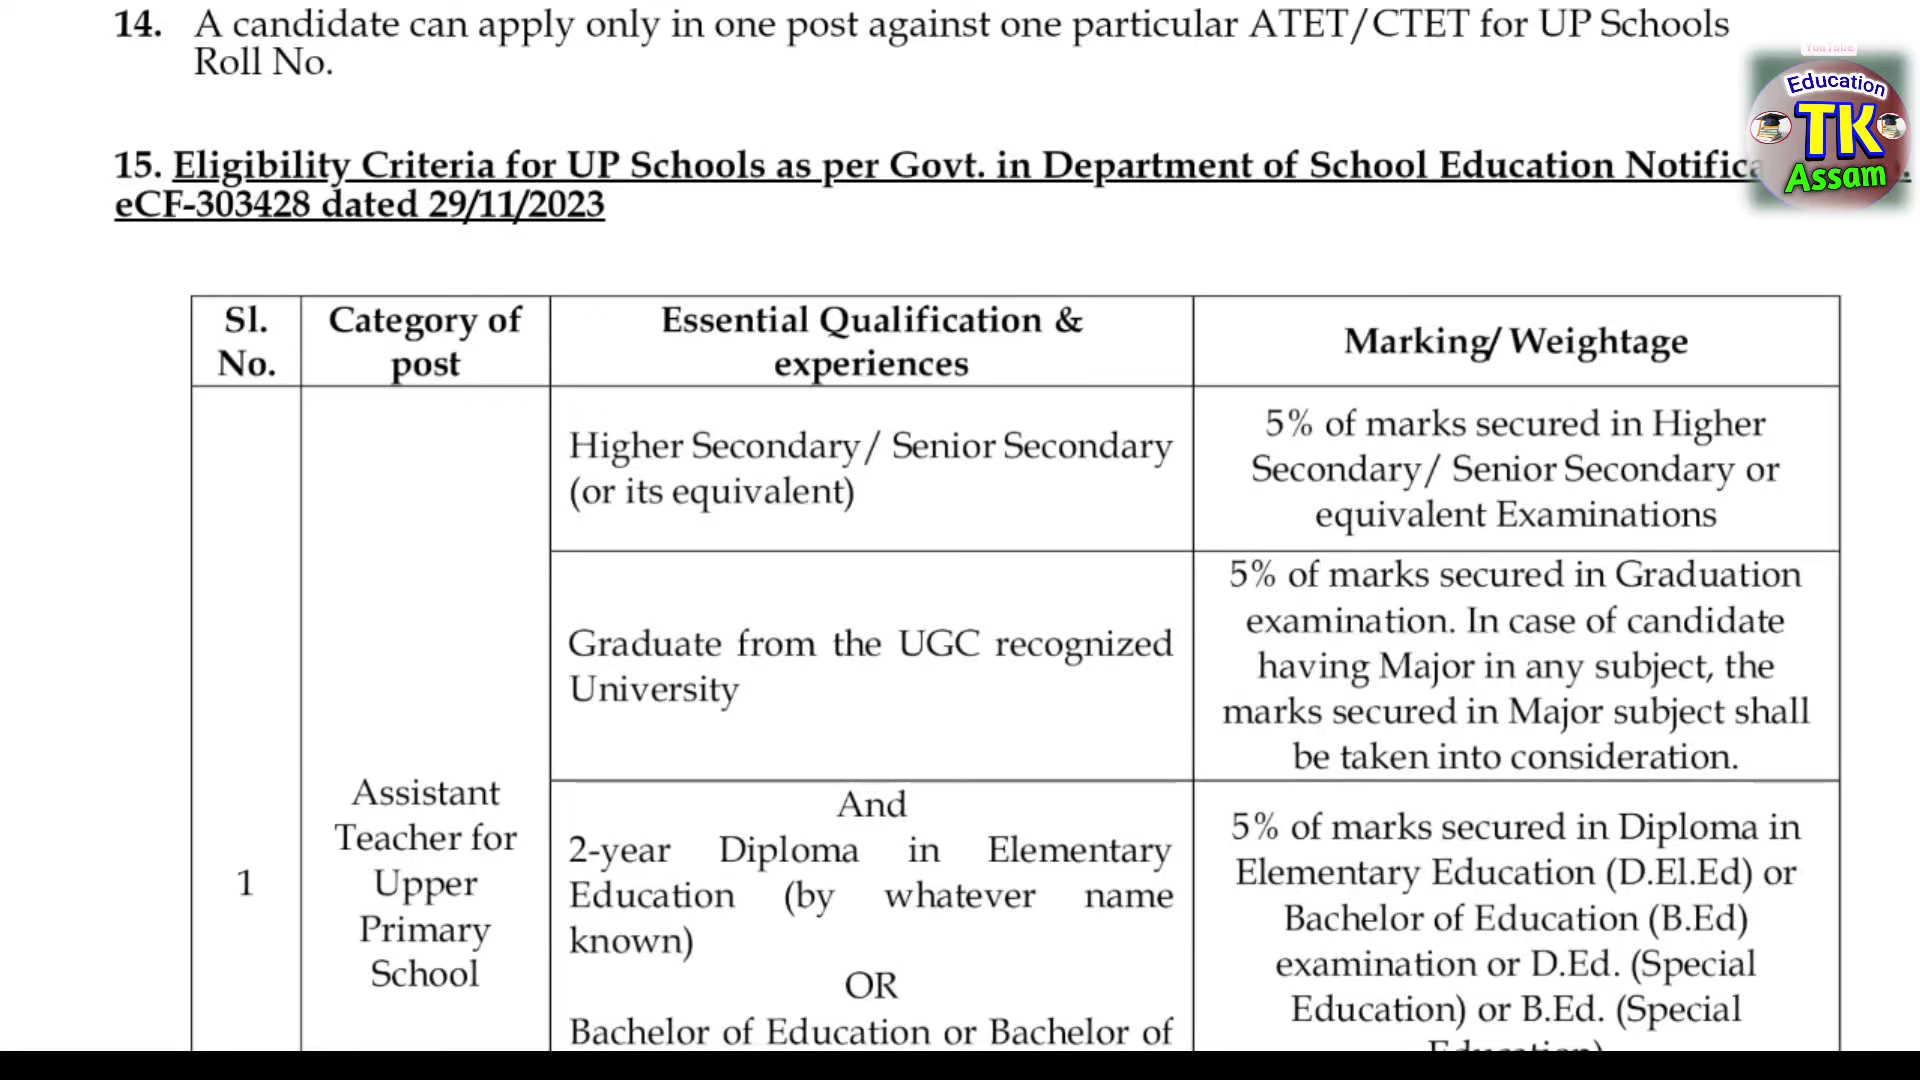 14. A candidate can apply only in one post against one particular ATET/CTET for UP Schools
Roll No.
YouTube
Education
TK
Assam
15. Eligibility Criteria for UP Schools as per Govt. in Department of School Education
eCF-303428 dated 29/11/2023
Sl.
No.
Category of
post
Essential Qualification &
experiences
Marking/ Weightage
1
Assistant
Teacher for
Upper
Primary
School
Higher Secondary/ Senior Secondary
(or its equivalent)
5% of marks secured in Higher
Secondary/ Senior Secondary or
equivalent Examinations
Graduate from the UGC recognized
University
5% of marks secured in Graduation
examination. In case of candidate
having Major in any subject, the
marks secured in Major subject shall
be taken into consideration.
And
2-year Diploma in Elementary
Education (by whatever name
known)
OR
Bachelor of Education or Bachelor of
5% of marks secured in Diploma in
Elementary Education (D.El.Ed) or
Bachelor of Education (B.Ed)
examination or D.Ed. (Special
Education) or B.Ed. (Special